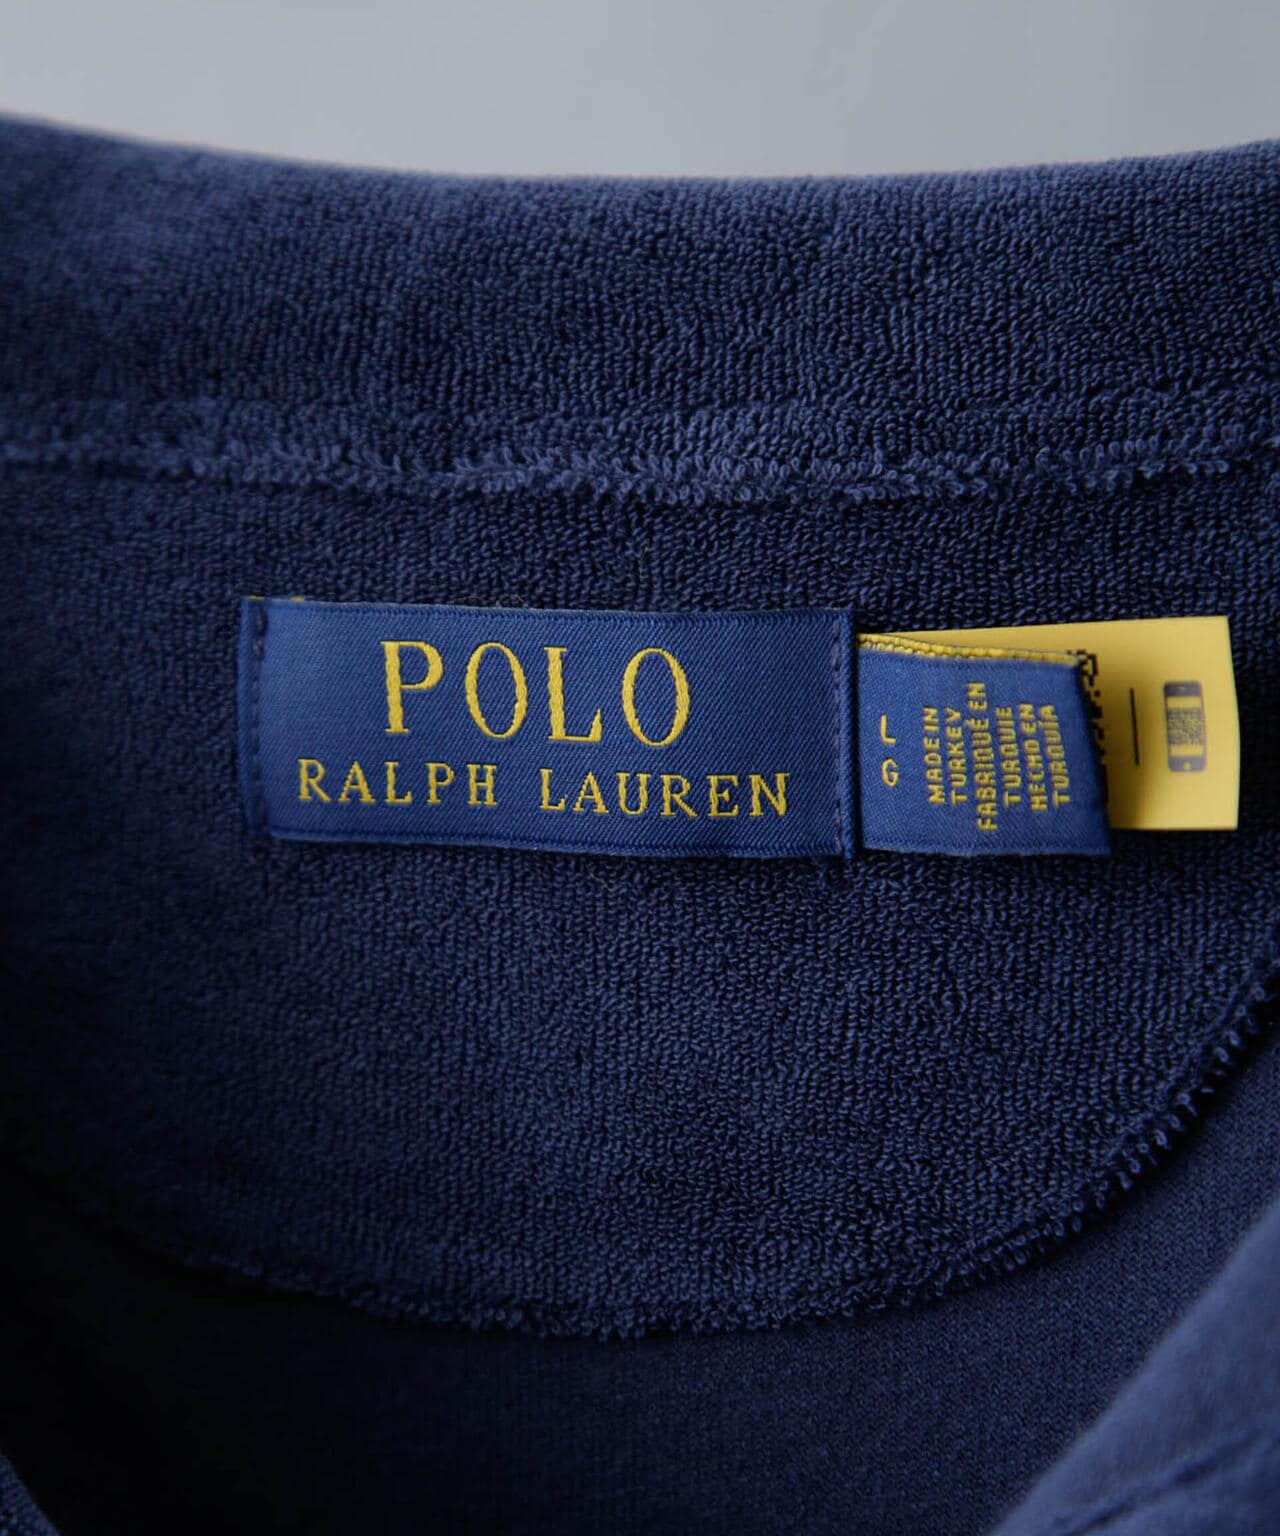 POLO
RALPH LAUREN
L
G
MADE IN
TURKEY
FABRIQUÉ EN
TURQUIE
HECHO EN
TURQUÍA